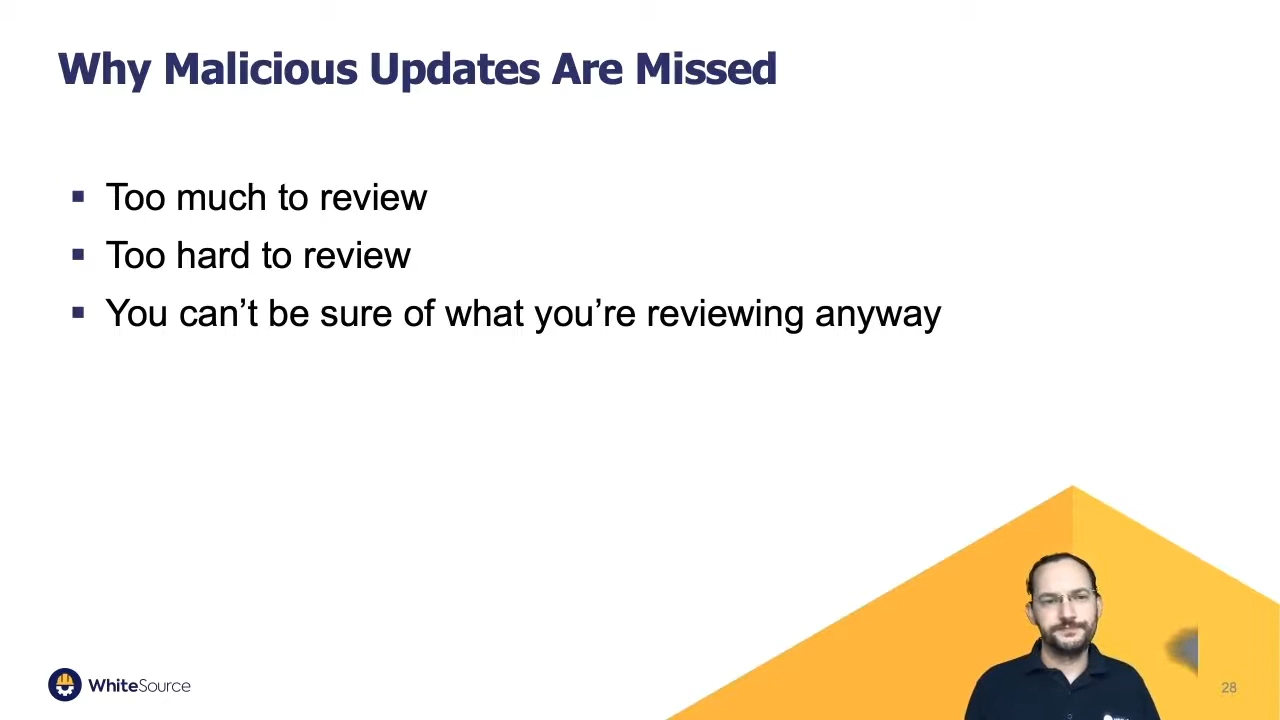 Why Malicious Updates Are Missed
▪ Too much to review
▪ Too hard to review
▪ You can’t be sure of what you’re reviewing anyway
WhiteSource
28